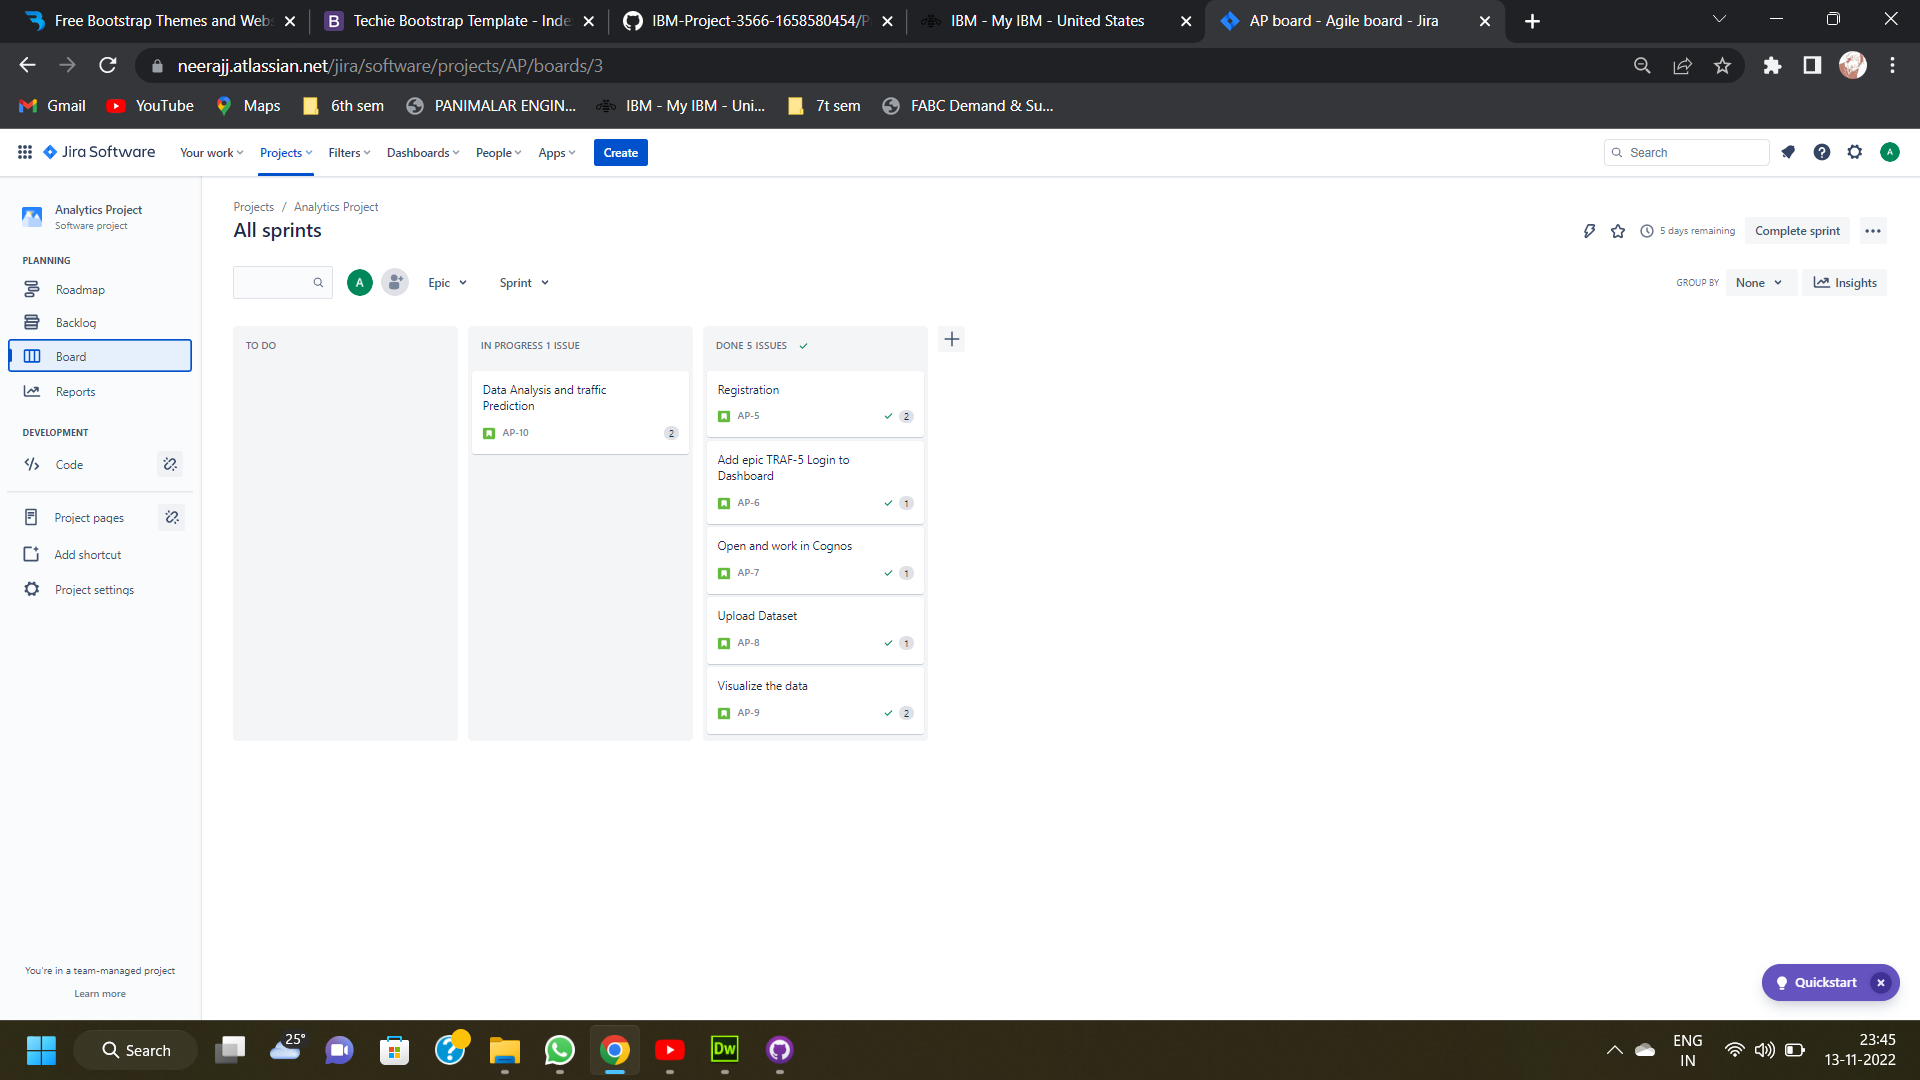 Free Bootstrap Themes and Webs
Techie Bootstrap Template - Inde
IBM-Project-3566-1658580454/P
IBM - My IBM - United States
AP board - Agile board - Jira
neerajj.atlassian.net/jira/software/projects/AP/boards/3
Gmail
YouTube
Maps
6th sem
PANIMALAR ENGIN...
IBM - My IBM - Uni...
7t sem
FABC Demand & Su...
Jira Software
Your work
Projects
Filters
Dashboards
People
Apps
Create
Search
A
Analytics Project
Software project
PLANNING
Roadmap
Backlog
Board
Reports
DEVELOPMENT
Code
Project pages
Add shortcut
Project settings
You're in a team-managed project
Learn more
Projects / Analytics Project
All sprints
5 days remaining
Complete sprint
A
Epic
Sprint
GROUP BY
None
Insights
TO DO
IN PROGRESS 1 ISSUE
Data Analysis and traffic
Prediction
AP-10
2
DONE 5 ISSUES
Registration
AP-5
2
Add epic TRAF-5 Login to
Dashboard
AP-6
1
Open and work in Cognos
AP-7
1
Upload Dataset
AP-8
1
Visualize the data
AP-9
2
Quickstart
Search
25°
Dw
ENG
IN
23:45
13-11-2022